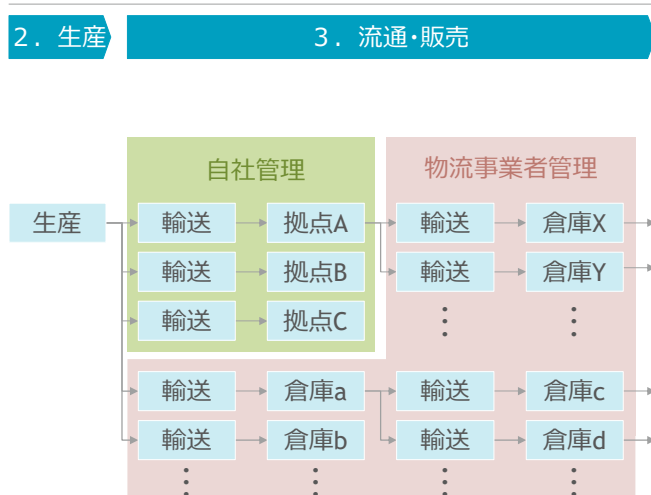 2. 生産
3. 流通・販売
自社管理
物流事業者管理
生産
輸送
拠点A
輸送
倉庫X
輸送
拠点B
輸送
倉庫Y
輸送
拠点C
⋮
⋮
輸送
倉庫a
輸送
倉庫c
輸送
倉庫b
輸送
倉庫d
⋮
⋮
⋮
⋮